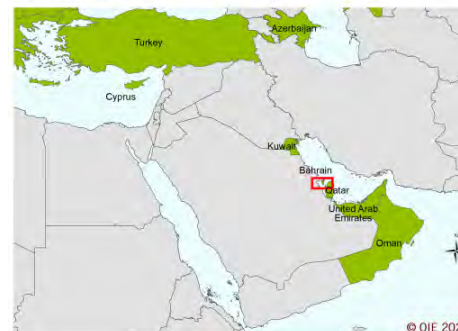 Azerbaijan
Turkey
Cyprus
Kuwait
Bahrain
Qatar
United Arab
Emirates
Oman
© OIE 202